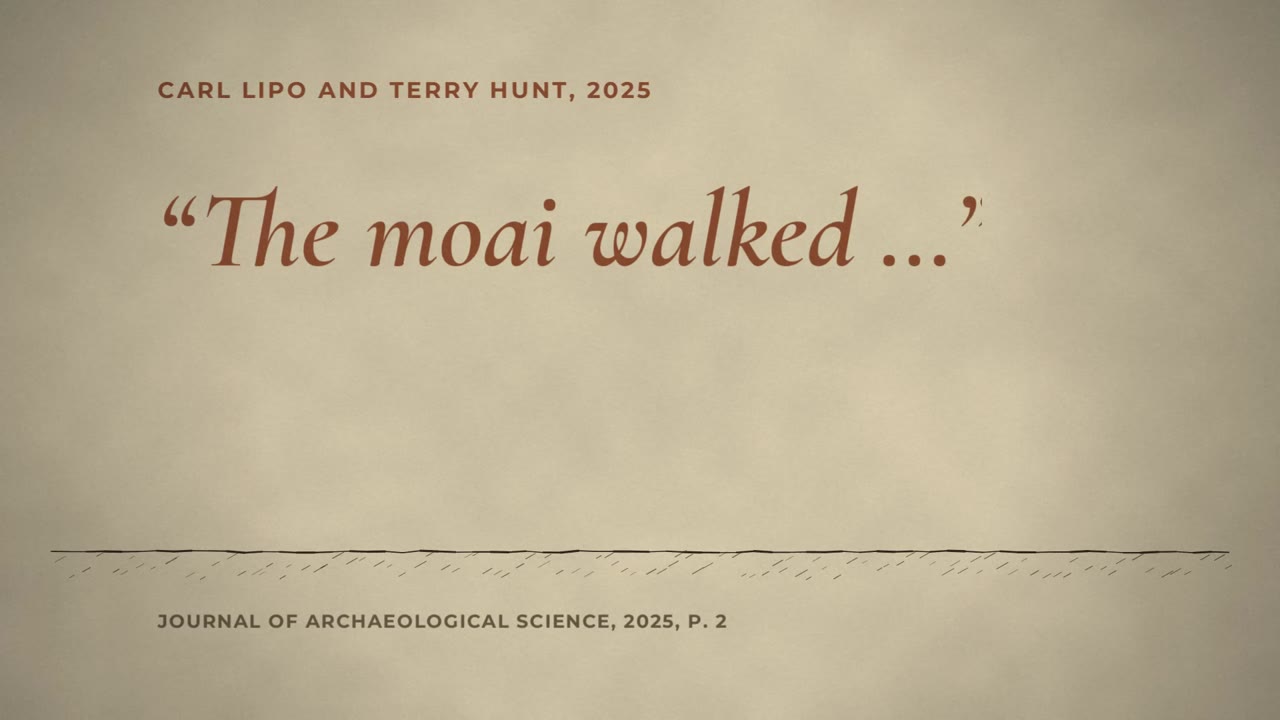 CARL LIPO AND TERRY HUNT, 2025
“The moai walked ...”
JOURNAL OF ARCHAEOLOGICAL SCIENCE, 2025, P. 2